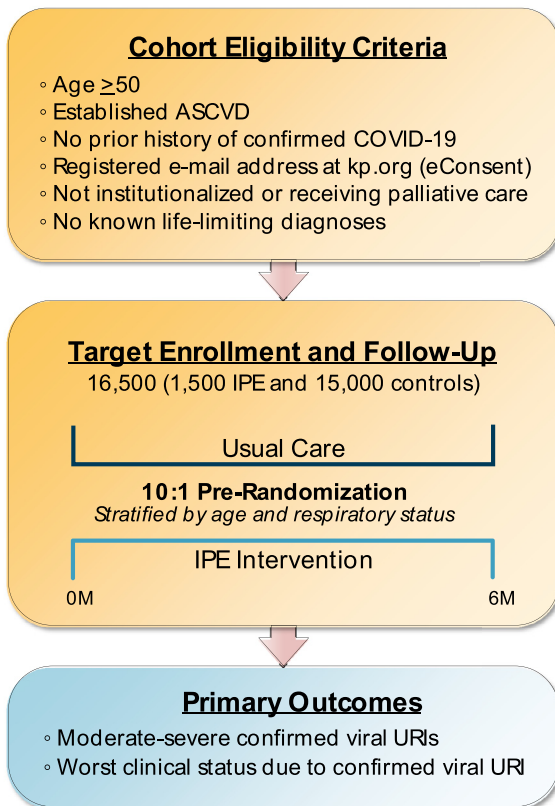 Cohort Eligibility Criteria
◦ Age ≥50
◦ Established ASCVD
◦ No prior history of confirmed COVID-19
◦ Registered e-mail address at kp.org (eConsent)
◦ Not institutionalized or receiving palliative care
◦ No known life-limiting diagnoses
Target Enrollment and Follow-Up
16,500 (1,500 IPE and 15,000 controls)
Usual Care
10:1 Pre-Randomization
Stratified by age and respiratory status
IPE Intervention
0M 6M
Primary Outcomes
◦ Moderate-severe confirmed viral URIs
◦ Worst clinical status due to confirmed viral URI